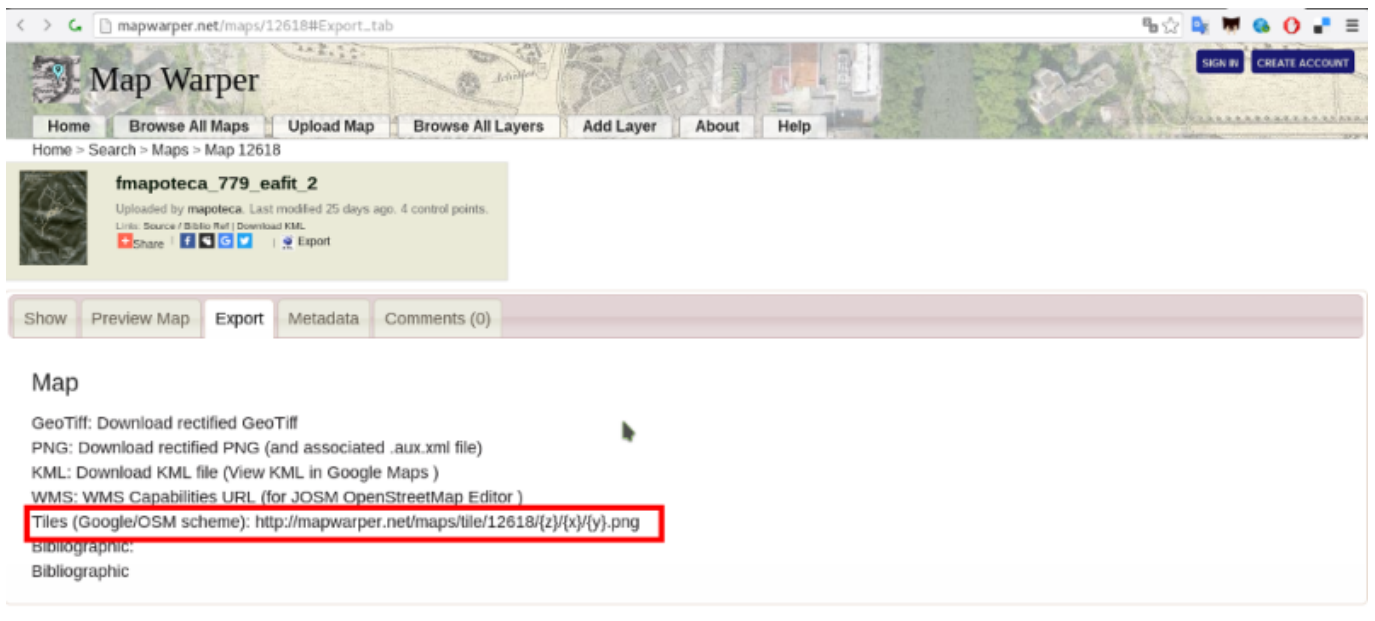 mapwarper.net/maps/12618#Export_tab
Map Warper
SIGN IN CREATE ACCOUNT
Home Browse All Maps Upload Map Browse All Layers Add Layer About Help
Home > Search > Maps > Map 12618
fmapoteca_779_eafit_2
Uploaded by mapoteca. Last modified 25 days ago. 4 control points.
Links: Source / Biblio Ref | Download KML
Share | Export
Show Preview Map Export Metadata Comments (0)
Map
GeoTiff: Download rectified GeoTiff
PNG: Download rectified PNG (and associated .aux.xml file)
KML: Download KML file (View KML in Google Maps )
WMS: WMS Capabilities URL (for JOSM OpenStreetMap Editor )
Tiles (Google/OSM scheme): http://mapwarper.net/maps/tile/12618/{z}/{x}/{y}.png
Bibliographic:
Bibliographic